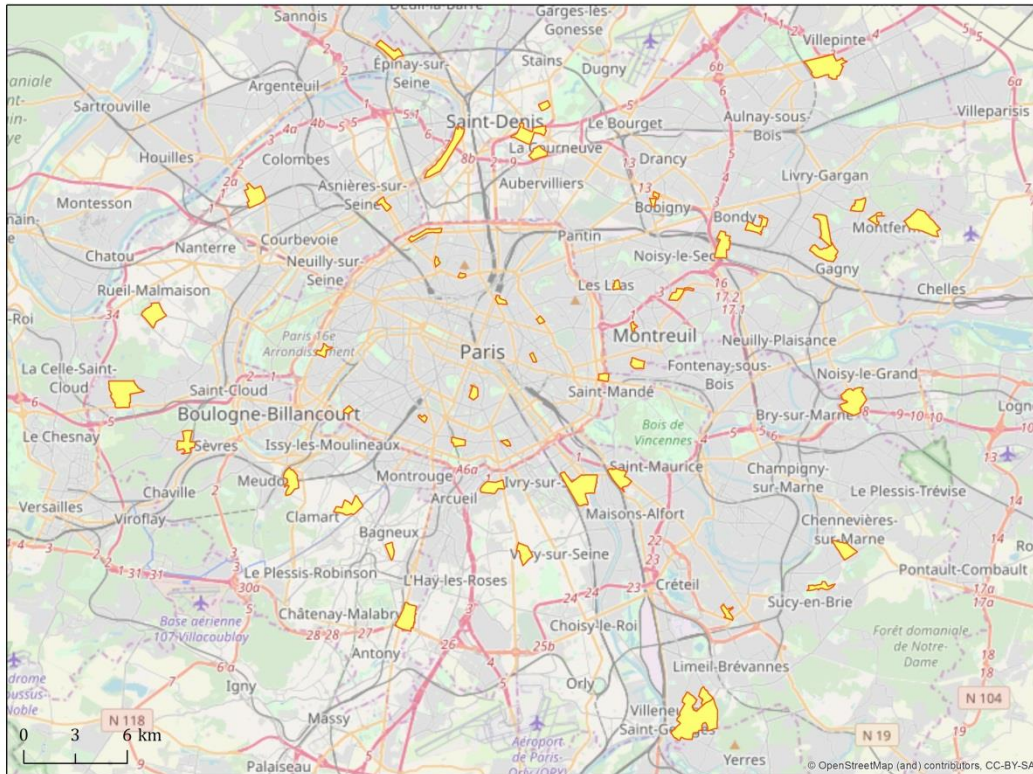 Sannois
Deuil-la-Barre
Garges-lès-
Gonesse
Villepinte
Épinay-sur-
Seine
Stains
Dugny
6b
6a
Argenteuil
Sartrouville
Saint-Denis
Le Bourget
Aulnay-sous-
Bois
Villeparisis
Houilles
Colombes
La Courneuve
Drancy
Livry-Gargan
Montesson
Asnières-sur-
Seine
Aubervilliers
Bobigny
Bondy
Nanterre
Courbevoie
Pantin
Noisy-le-Sec
Gagny
Chatou
Neuilly-sur-
Seine
Chelles
Rueil-Malmaison
Les Lilas
Paris 16e
Arrondissement
Paris
Montreuil
Neuilly-Plaisance
La Celle-Saint-
Cloud
Saint-Cloud
Saint-Mandé
Fontenay-sous-
Bois
Noisy-le-Grand
Boulogne-Billancourt
Bry-sur-Marne
Le Chesnay
Sèvres
Issy-les-Moulineaux
Bois de
Vincennes
Meudon
Montrouge
A6a
Ivry-sur-
Saint-Maurice
Champigny-
sur-Marne
Le Plessis-Trévise
Chaville
Arcueil
Maisons-Alfort
Versailles
Viroflay
Clamart
Bagneux
Chennevières-
sur-Marne
Vitry-sur-Seine
Le Plessis-Robinson
L'Haÿ-les-Roses
Créteil
Pontault-Combault
Base aérienne
107-Villacoublay
Châtenay-Malabry
Choisy-le-Roi
Sucy-en-Brie
Antony
Forêt domaniale
de Notre-
Dame
Limeil-Brévannes
Igny
Orly
N 104
N 118
Massy
Villeneuve-
Saint-Georges
N 19
Yerres
Aéroport
de Paris-
Orly (ORY)
Palaiseau
0 3 6 km
© OpenStreetMap (and) contributors, CC-BY-SA